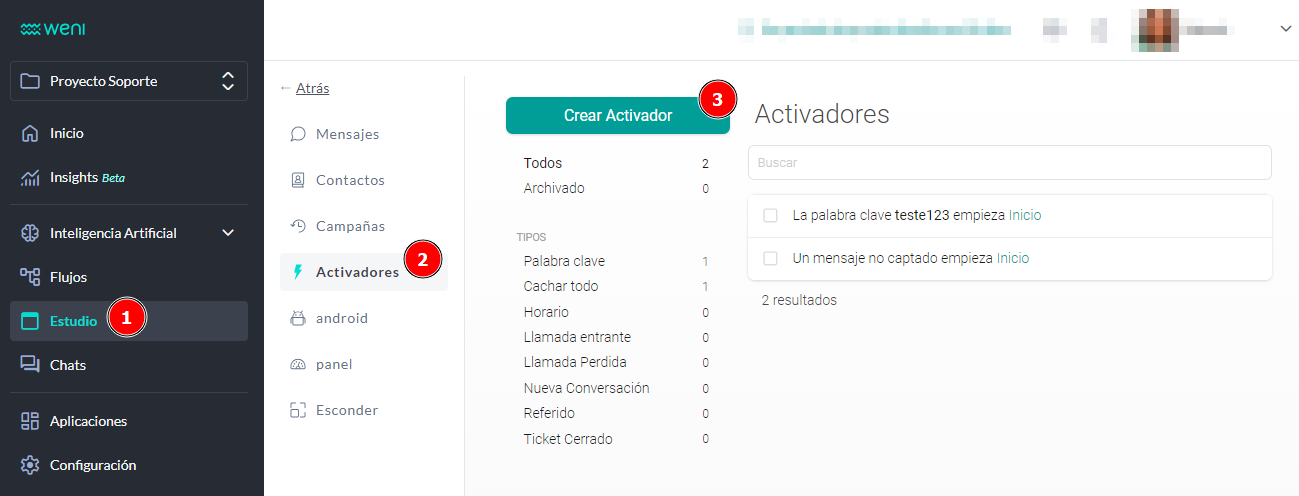 weni
Proyecto Soporte
Inicio
Insights Beta
Inteligencia Artificial
Flujos
Estudio
1
Chats
Aplicaciones
Configuración
← Atrás
Mensajes
Contactos
Campañas
Activadores
2
android
panel
Esconder
Crear Activador
3
Todos 2
Archivado 0
TIPOS
Palabra clave 1
Cachar todo 1
Horario 0
Llamada entrante 0
Llamada Perdida 0
Nueva Conversación 0
Referido 0
Ticket Cerrado 0
Activadores
Buscar
La palabra clave teste123 empieza Inicio
Un mensaje no captado empieza Inicio
2 resultados